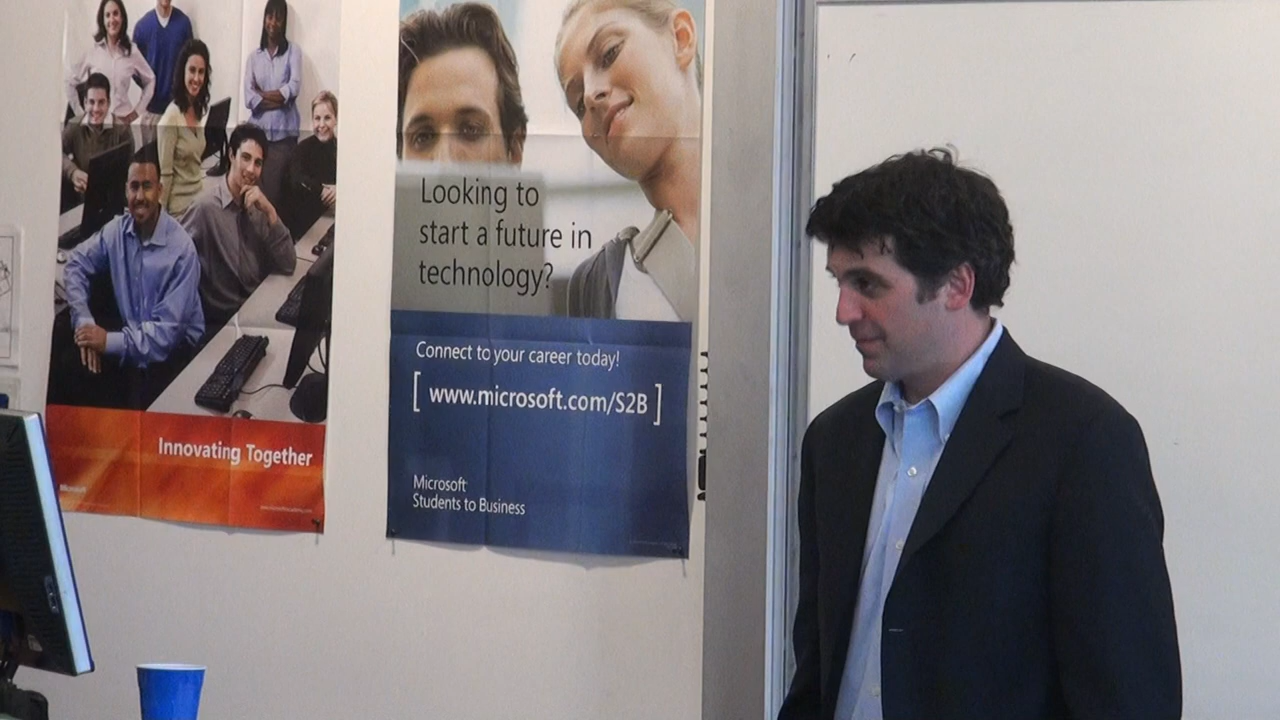 Innovating Together
Microsoft
Looking to
start a future in
technology?
Connect to your career today!
[ www.microsoft.com/S2B ]
Microsoft
Students to Business